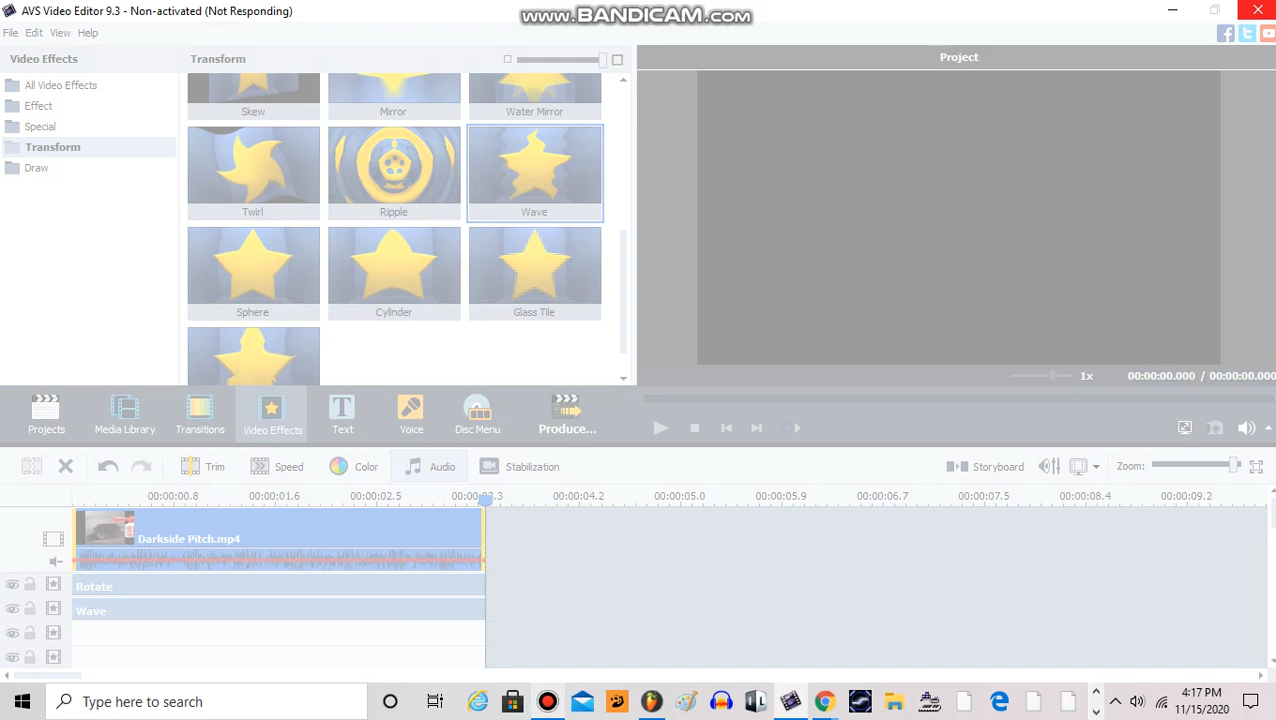 AVS Video Editor 9.3 - Non-activated (Not Responding)
www.BANDICAM.com
File Edit View Help
Video Effects
Transform
Project
All Video Effects
Effect
Special
Transform
Draw
Skew
Mirror
Water Mirror
Twirl
Ripple
Wave
Sphere
Cylinder
Glass Tile
1x
00:00:00.000 / 00:00:00.000
Projects
Media Library
Transitions
Video Effects
Text
Voice
Disc Menu
Produce...
Trim
Speed
Color
Audio
Stabilization
Storyboard
Zoom:
00:00:00.8 00:00:01.6 00:00:02.5 00:00:03.3 00:00:04.2 00:00:05.0 00:00:05.9 00:00:06.7 00:00:07.5 00:00:08.4 00:00:09.2
Darkside Pitch.mp4
Rotate
Wave
Type here to search
4:17 PM
11/15/2020